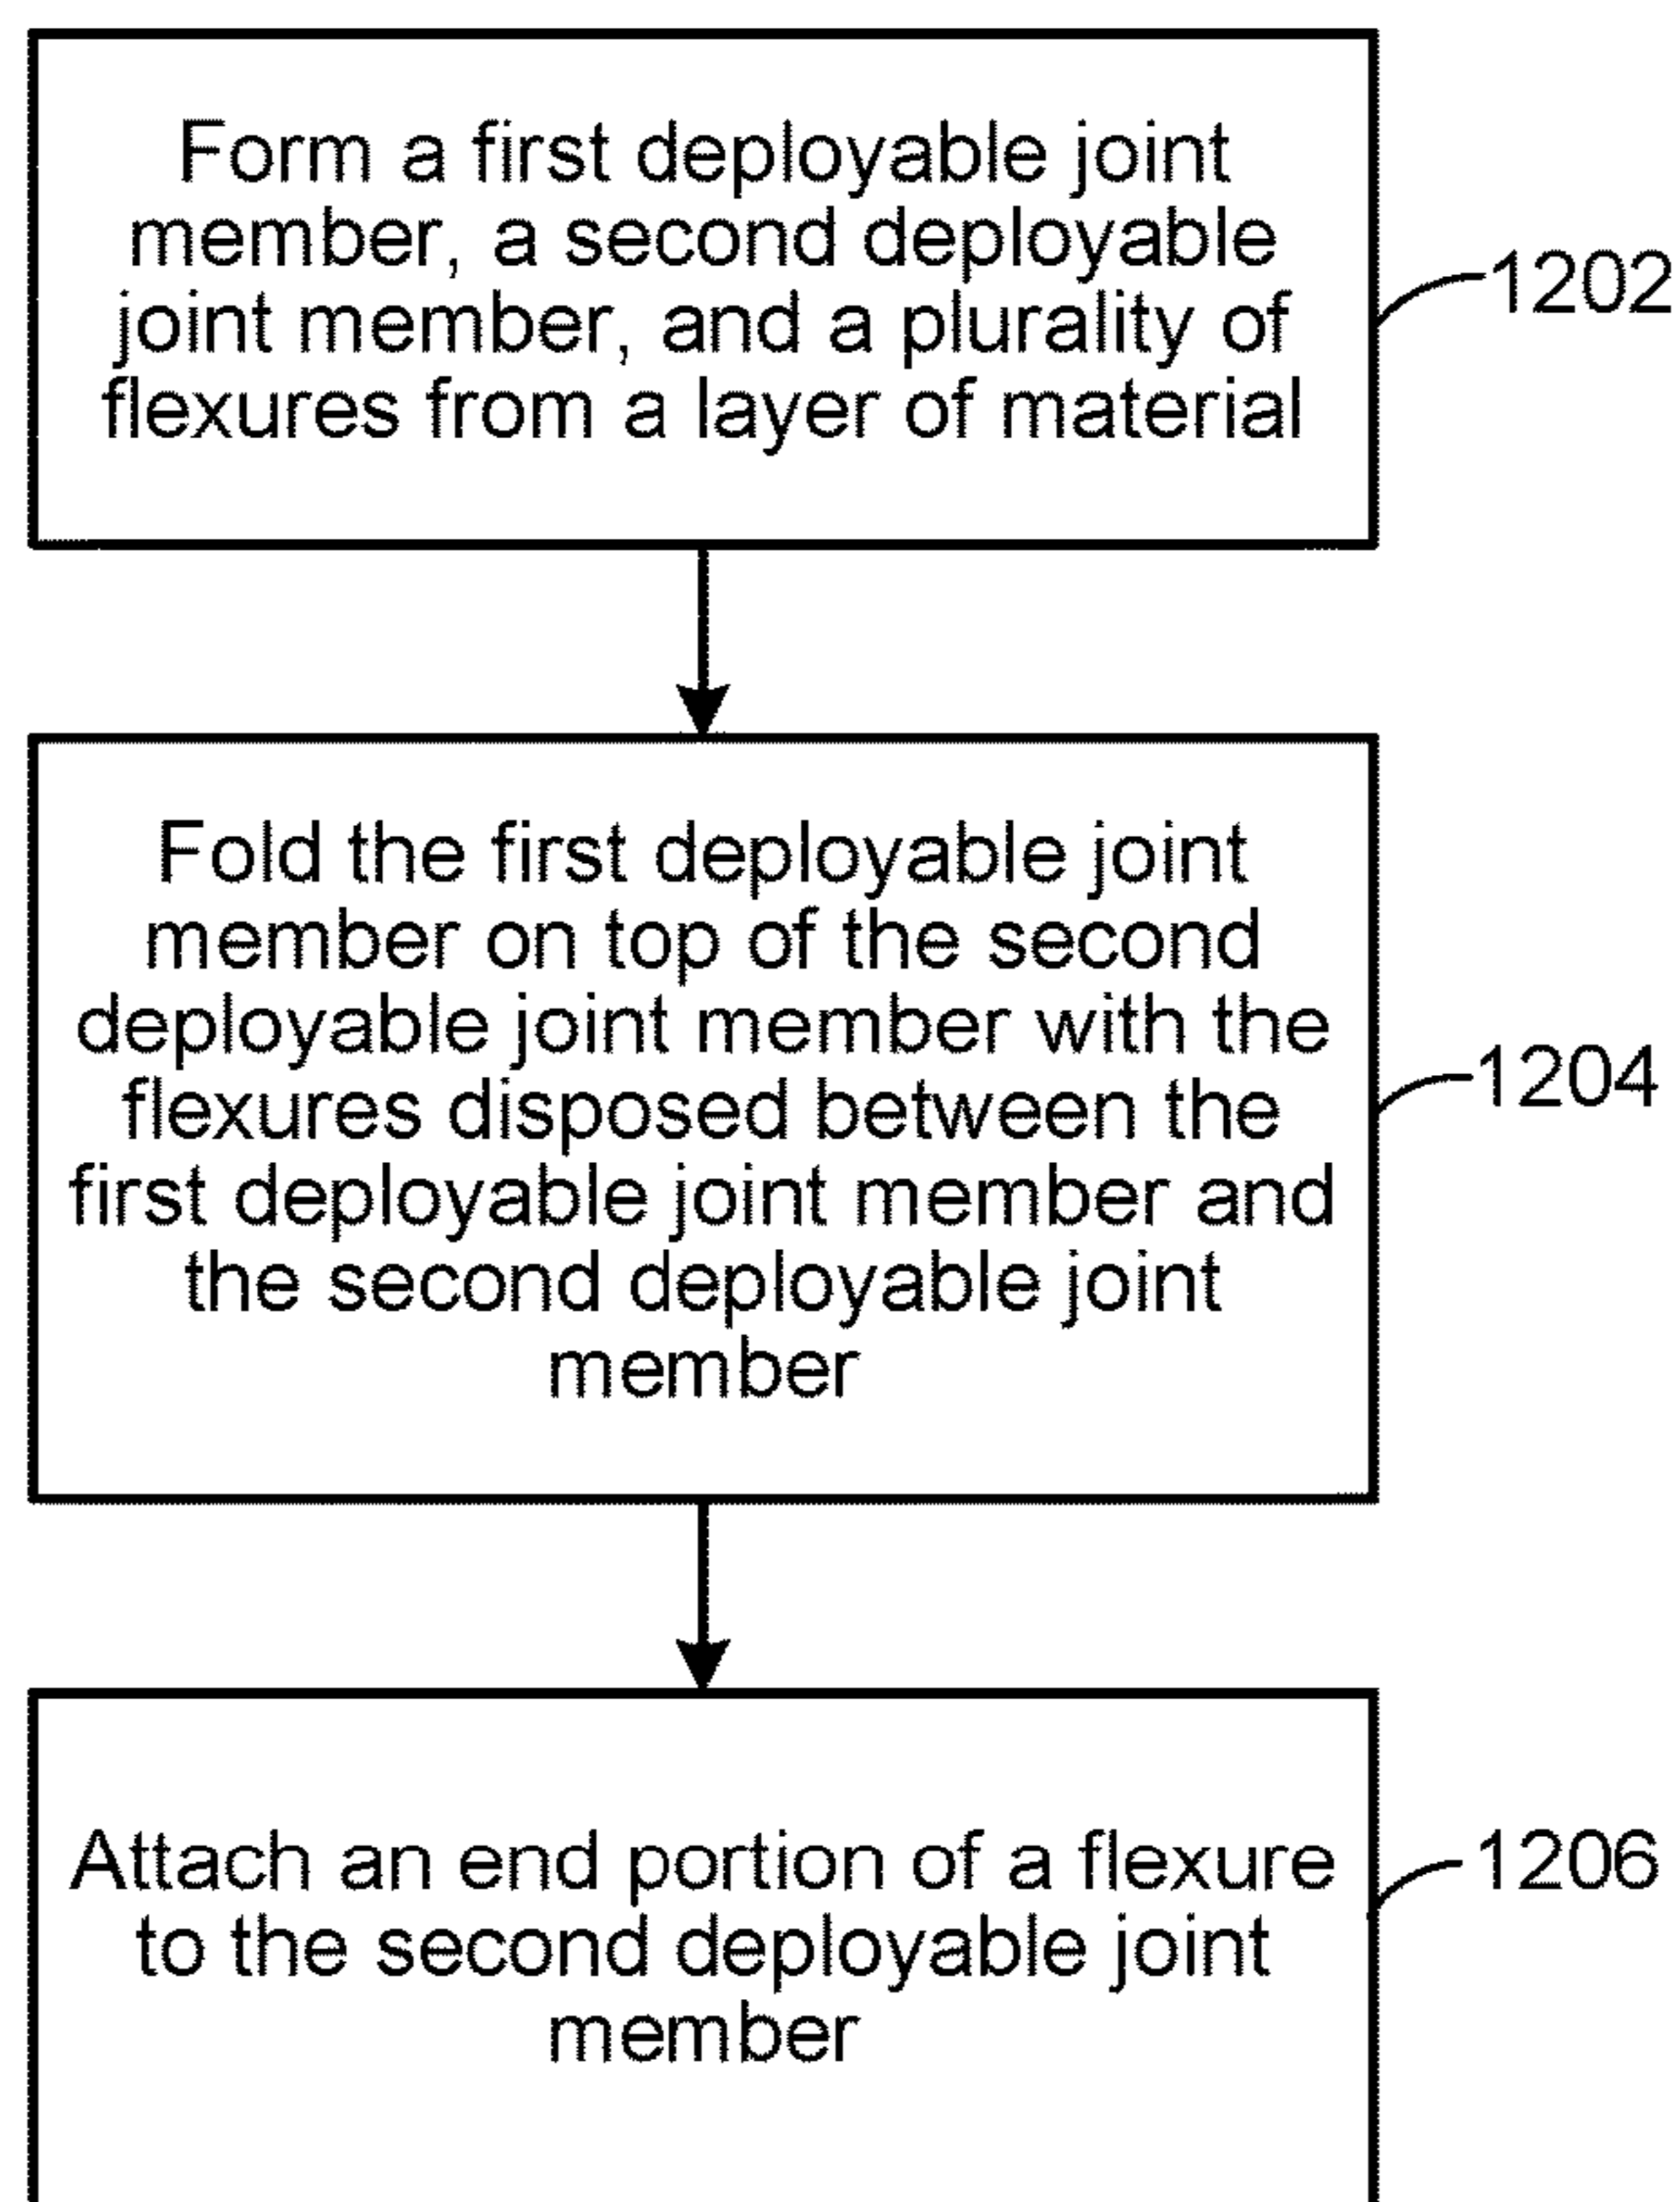 Form a first deployable joint
member, a second deployable
joint member, and a plurality of
flexures from a layer of material
1202
Fold the first deployable joint
member on top of the second
deployable joint member with the
flexures disposed between the
first deployable joint member and
the second deployable joint
member
1204
Attach an end portion of a flexure
to the second deployable joint
member
1206